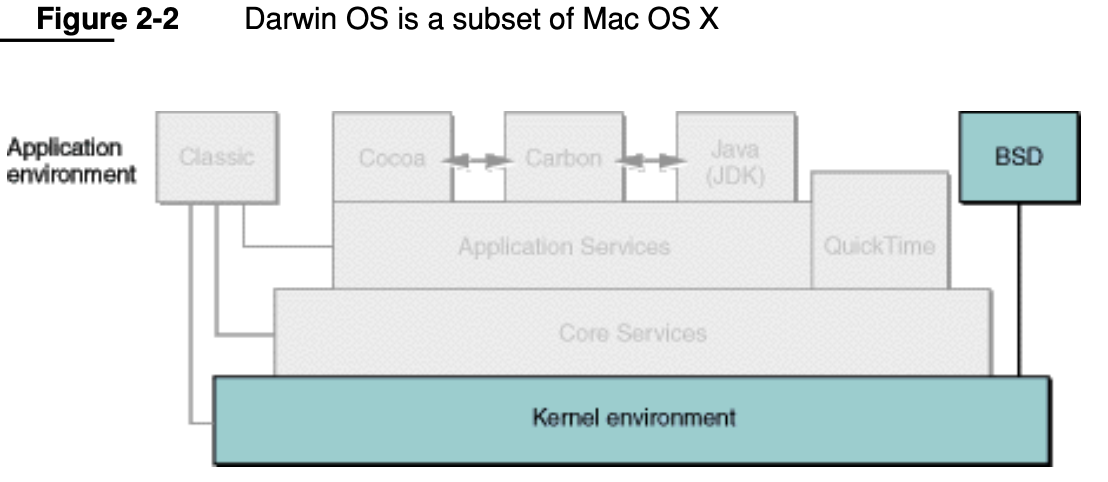 Figure 2-2 Darwin OS is a subset of Mac OS X
Application
environment
Classic
Cocoa
Carbon
Java
(JDK)
BSD
Application Services
QuickTime
Core Services
Kernel environment